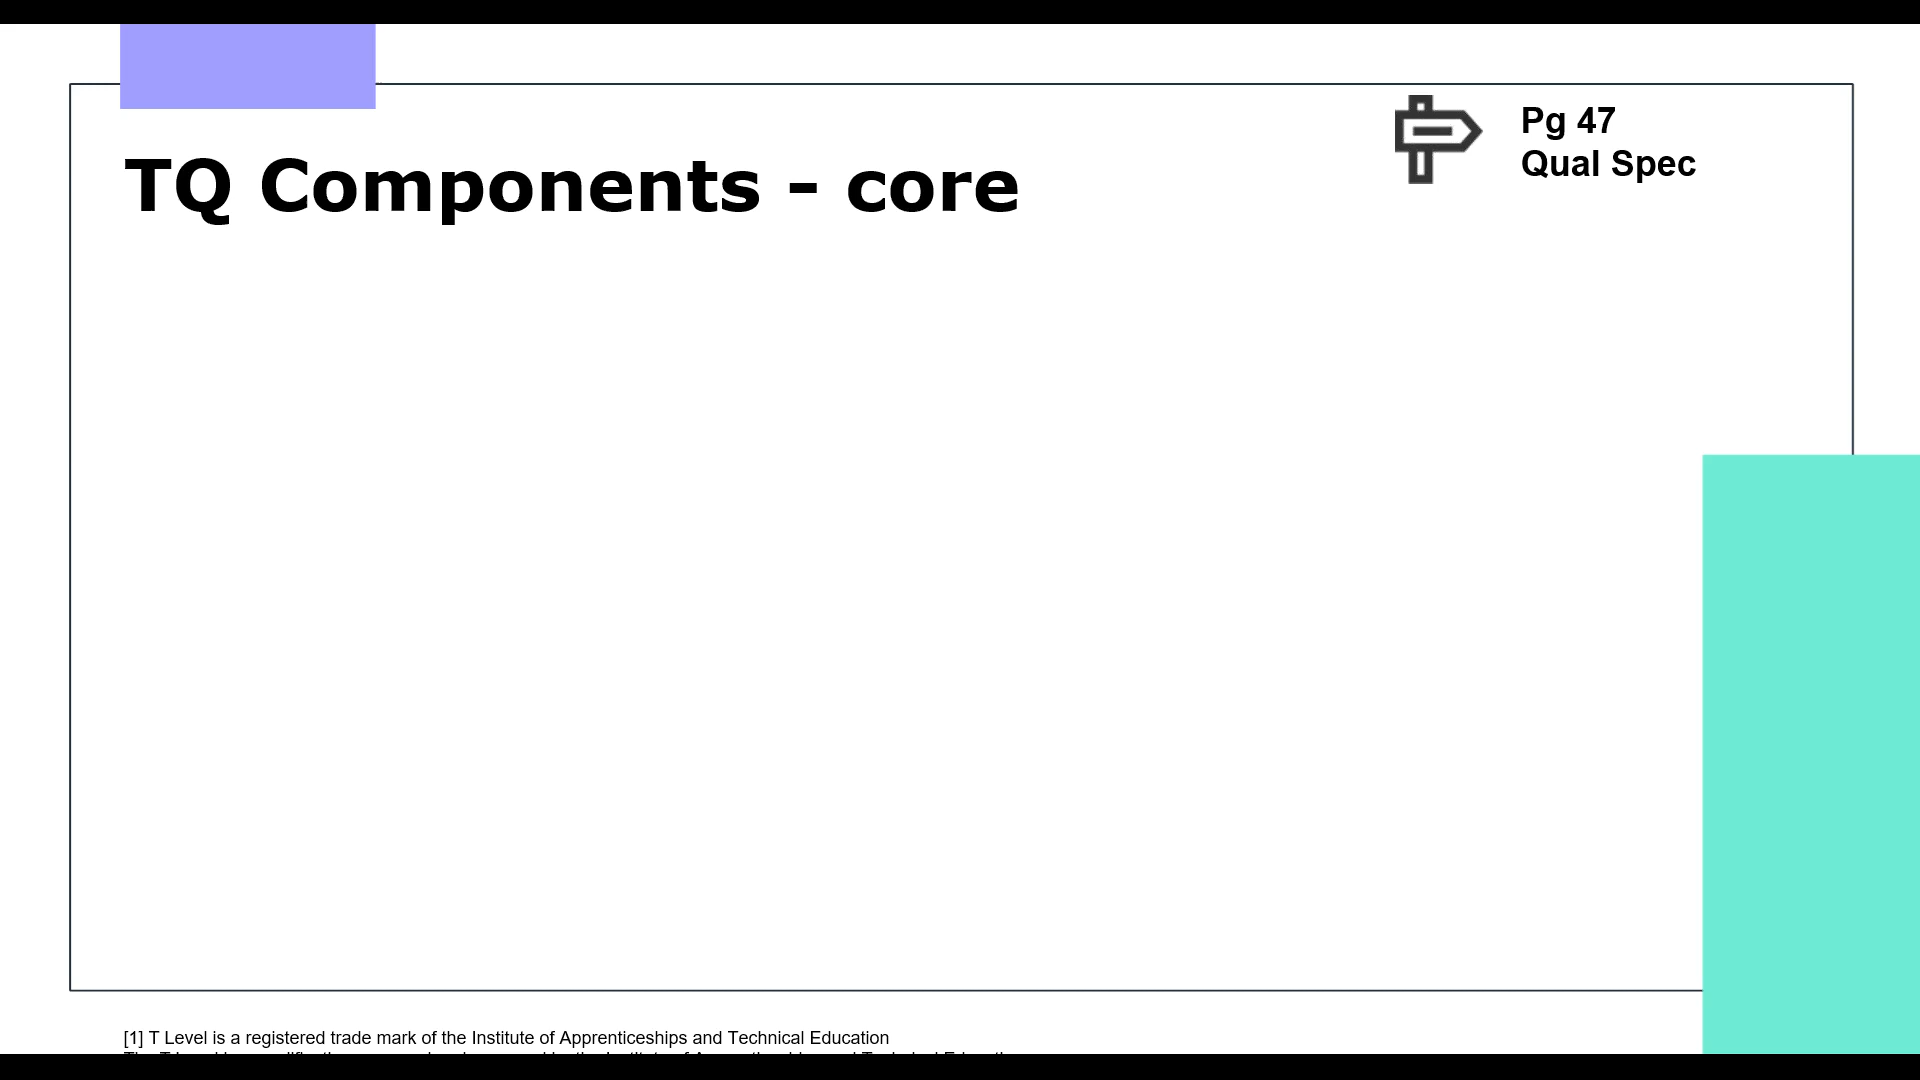 Pg 47
Qual Spec
TQ Components - core
[1] T Level is a registered trade mark of the Institute of Apprenticeships and Technical Education